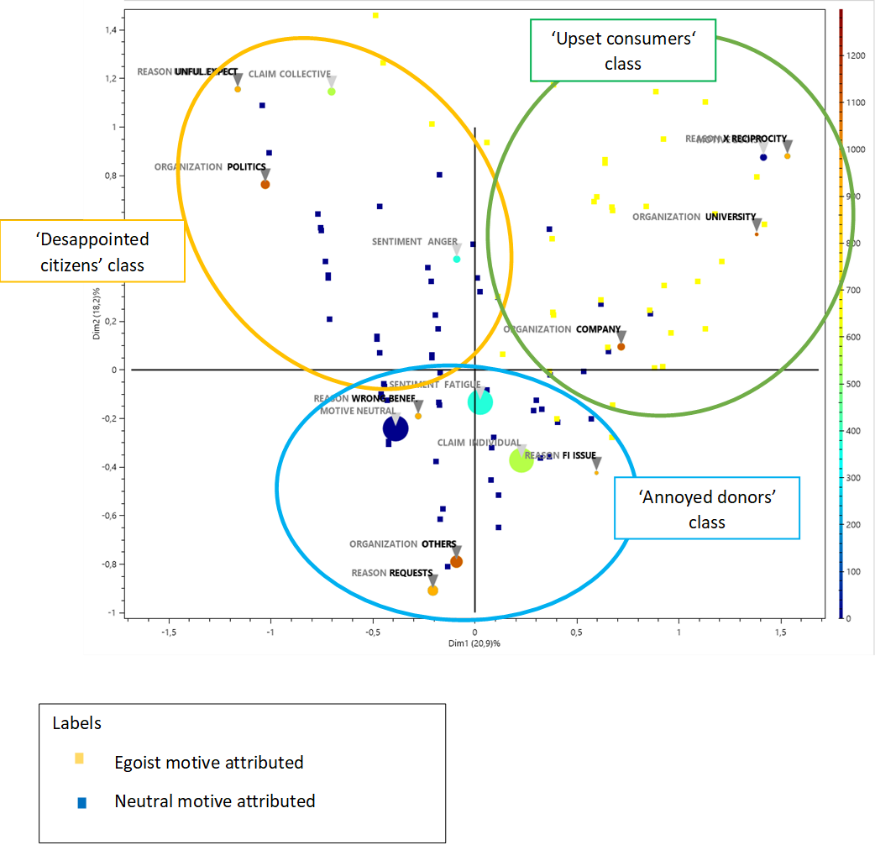 1,4
1,2
1
0,8
0,2
0
-0,2
-0,4
-0,6
-0,8
-1
Dim2 (18,2)%
-1,5
-1
-0,5
0
0,5
1
1,5
Dim1 (20,9)%
1200
1100
1000
900
800
700
600
500
400
300
200
100
0
'Upset consumers'
class
'Desappointed
citizens' class
'Annoyed donors'
class
REASON UNFUL.EXPECT
CLAIM COLLECTIVE
ORGANIZATION POLITICS
SENTIMENT ANGER
REASON X RECIPROCITY
ORGANIZATION UNIVERSITY
ORGANIZATION COMPANY
SENTIMENT FATIGUE
REASON WRONG BENEF.
MOTIVE NEUTRAL
CLAIM INDIVIDUAL
REASON FI ISSUE
ORGANIZATION OTHERS
REASON REQUESTS
Labels
Egoist motive attributed
Neutral motive attributed